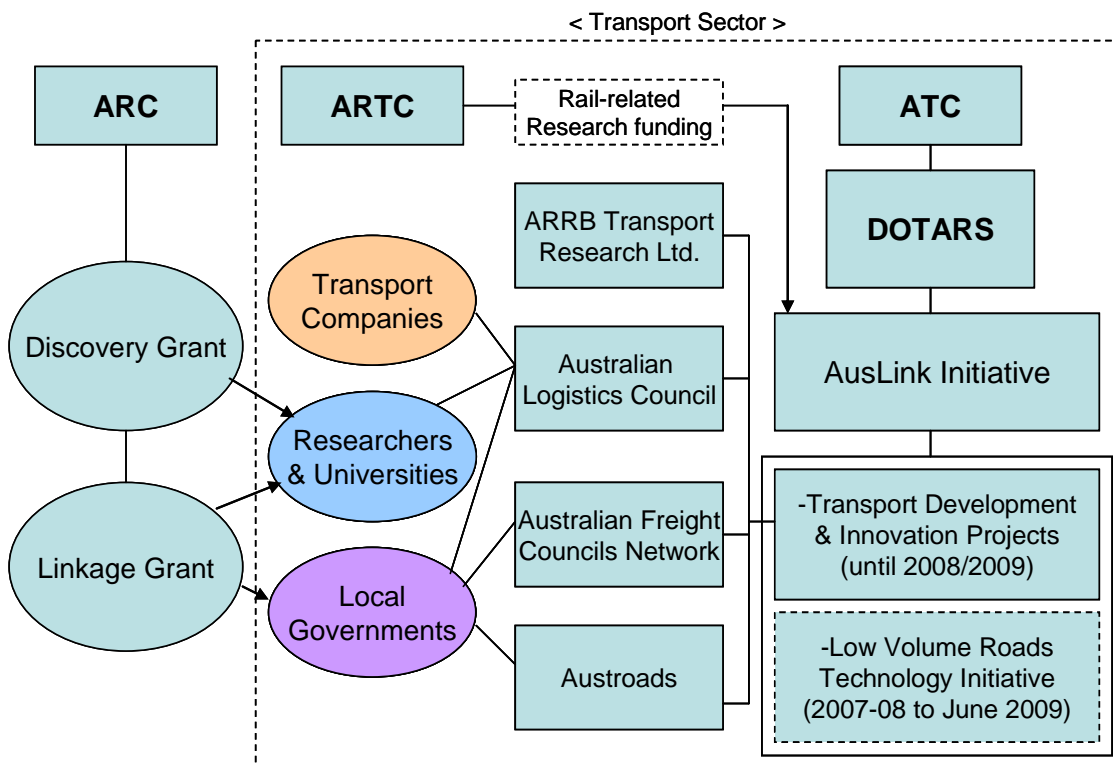 < Transport Sector >
ARC
ARTC
Rail-related
Research funding
ATC
ARRB Transport
Research Ltd.
DOTARS
Transport
Companies
Discovery Grant
Australian
Logistics Council
AusLink Initiative
Researchers
& Universities
Linkage Grant
Australian Freight
Councils Network
-Transport Development
& Innovation Projects
(until 2008/2009)
Local
Governments
Austroads
-Low Volume Roads
Technology Initiative
(2007-08 to June 2009)